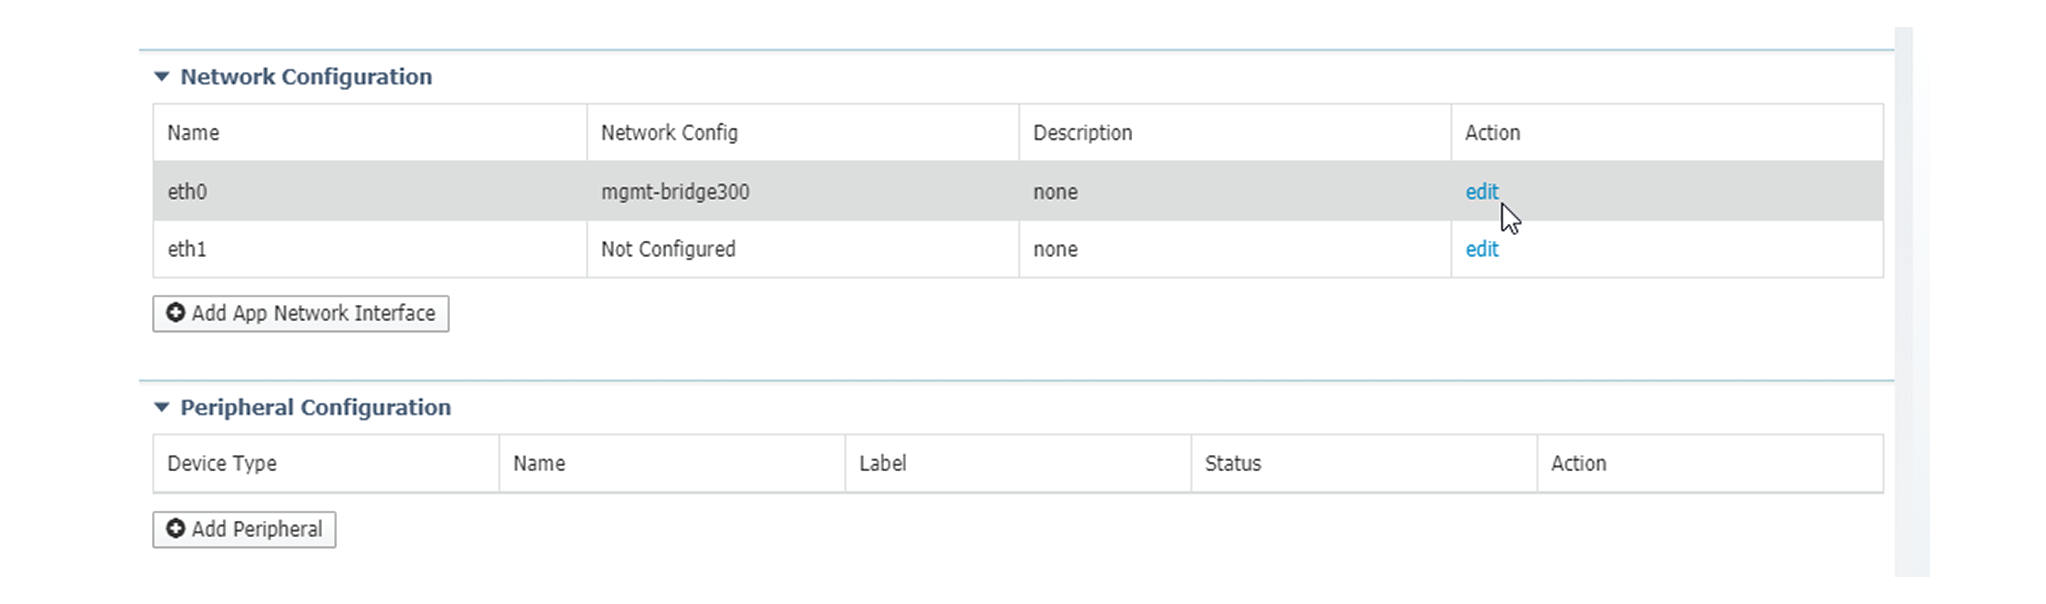 Network Configuration
Name Network Config Description Action
eth0 mgmt-bridge300 none edit
eth1 Not Configured none edit
Add App Network Interface
Peripheral Configuration
Device Type Name Label Status Action
Add Peripheral